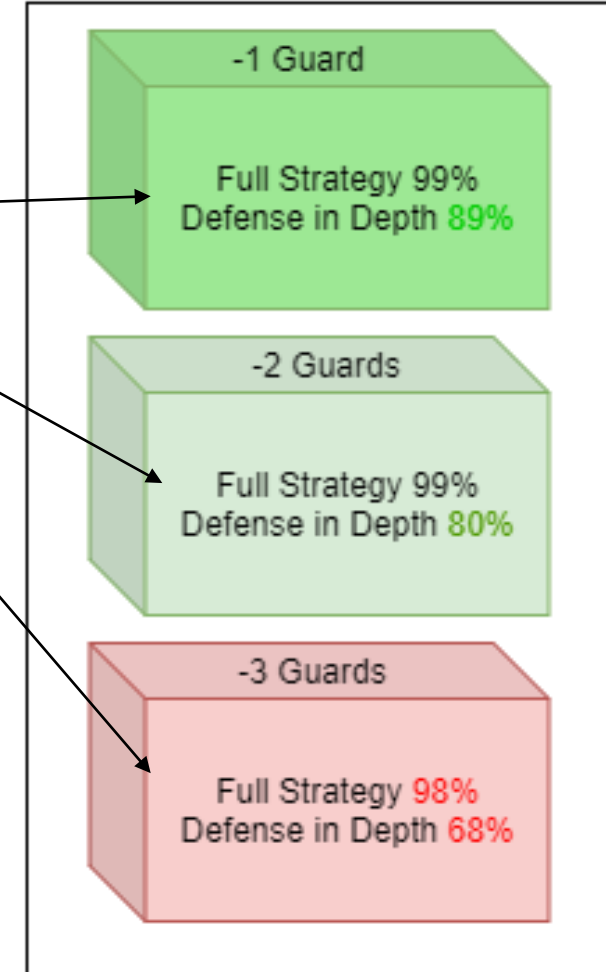 -1 Guard
Full Strategy 99%
Defense in Depth 89%
-2 Guards
Full Strategy 99%
Defense in Depth 80%
-3 Guards
Full Strategy 98%
Defense in Depth 68%